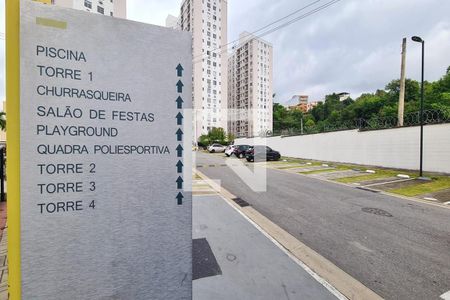 PISCINA
TORRE 1
CHURRASQUEIRA
SALÃO DE FESTAS
PLAYGROUND
QUADRA POLIESPORTIVA
TORRE 2
TORRE 3
TORRE 4